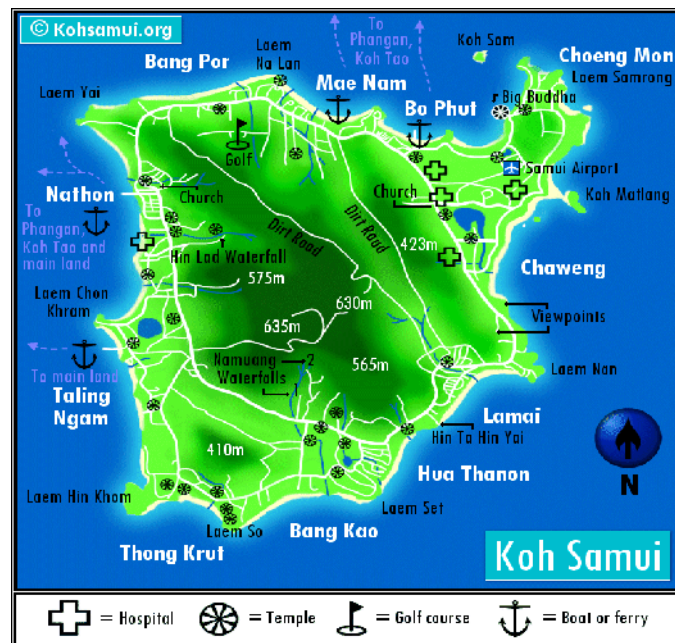 © Kohsamui.org
To
Phangan,
Koh Tao
Koh Som
Choeng Mon
Laem Samrong
Laem
Na Lan
Bang Por
Mae Nam
Bo Phut
Big Buddha
Laem Yai
Golf
Samui Airport
Nathon
Church
Church
Koh Matlang
To
Phangan,
Koh Tao and
main land
Dirt Road
Dirt Road
423m
Hin Lad Waterfall
575m
Chaweng
Laem Chon
Khram
630m
635m
Viewpoints
Namuang
Waterfalls
2
1
565m
To main land
Laem Nan
Taling
Ngam
Lamai
Hin Ta Hin Yai
410m
Hua Thanon
N
Laem Hin Khom
Laem Set
Laem So
Bang Kao
Thong Krut
Koh Samui
= Hospital
= Temple
= Golf course
= Boat or ferry